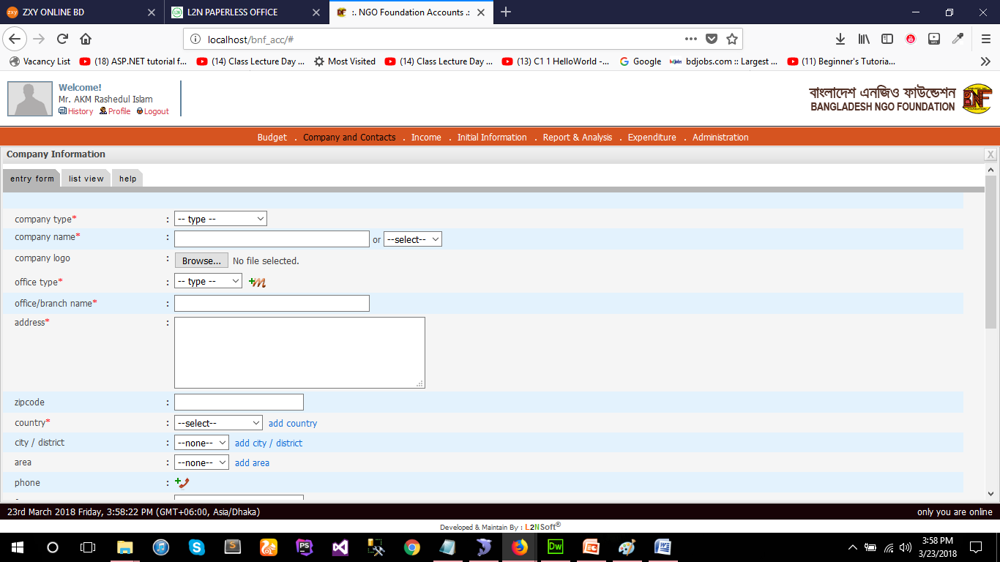 ZXY ONLINE BD
L2N PAPERLESS OFFICE
:. NGO Foundation Accounts .:
localhost/bnf_acc/#
Vacancy List
(18) ASP.NET tutorial f...
(14) Class Lecture Day ...
Most Visited
(14) Class Lecture Day ...
(13) C1 1 HelloWorld -...
Google
bdjobs.com :: Largest ...
(11) Beginner's Tutoria...
Welcome!
Mr. AKM Rashedul Islam
History Profile Logout
বাংলাদেশ এনজিও ফাউন্ডেশন
BANGLADESH NGO FOUNDATION
BNF
Budget . Company and Contacts . Income . Initial Information . Report & Analysis . Expenditure . Administration
Company Information
X
entry form list view help
company type* : -- type --
company name* : or --select--
company logo : Browse... No file selected.
office type* : -- type --
office/branch name* :
address* :
zipcode :
country* : --select-- add country
city / district : --none-- add city / district
area : --none-- add area
phone :
23rd March 2018 Friday, 3:58:22 PM (GMT+06:00, Asia/Dhaka)
only you are online
Developed & Maintain By : L2NSoft®
3:58 PM
3/23/2018